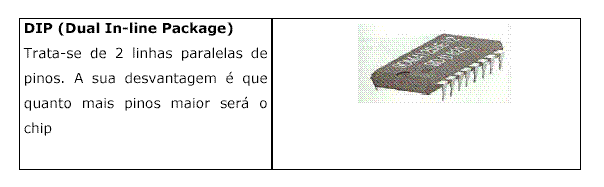 DIP (Dual In-line Package)
Trata-se de 2 linhas paralelas de
pinos. A sua desvantagem é que
quanto mais pinos maior será o
chip